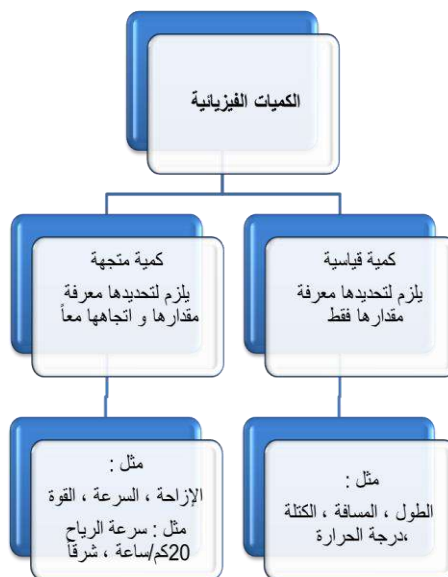 الكميات الفيزيائية
كمية قياسية
يلزم لتحديدها معرفة
مقدارها فقط
كمية متجهة
يلزم لتحديدها معرفة
مقدارها و اتجاهها معاً
مثل :
الطول ، المسافة ، الكتلة
،درجة الحرارة
مثل :
الإزاحة ، السرعة ، القوة
مثل : سرعة الرياح
20كم/ساعة ، شرقاً